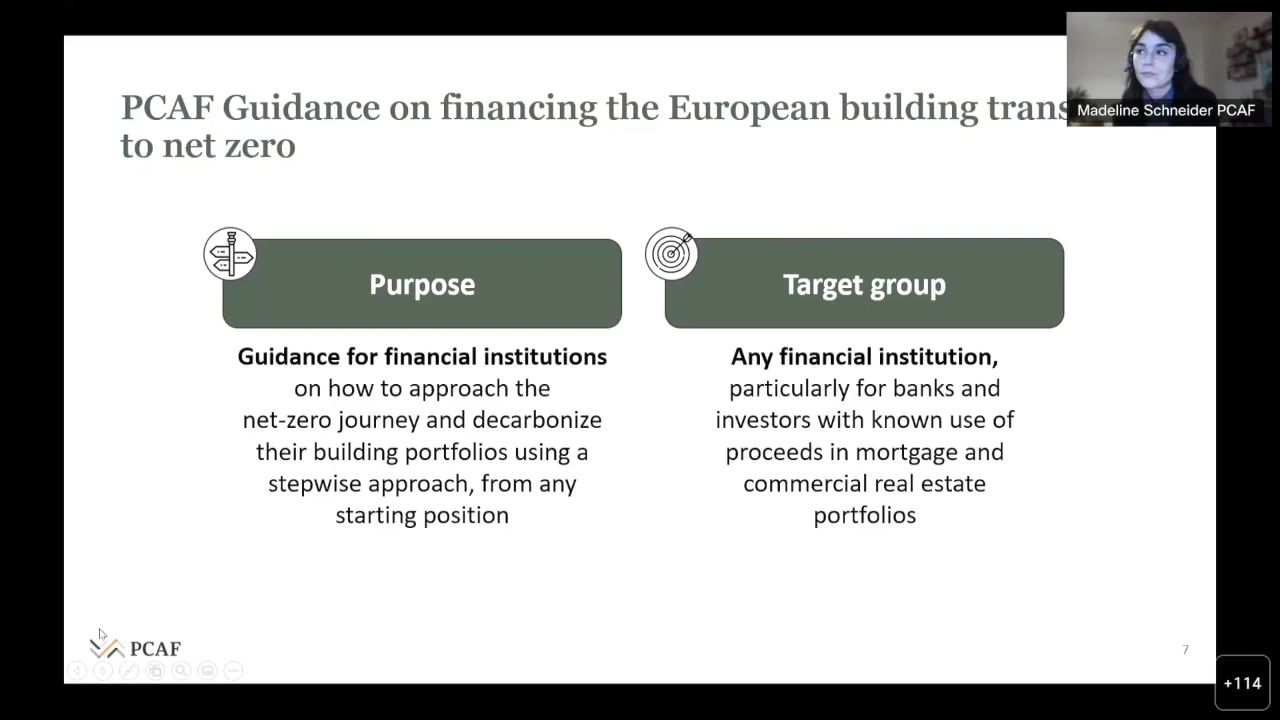 PCAF Guidance on financing the European building trans
to net zero
Madeline Schneider PCAF
Purpose
Guidance for financial institutions
on how to approach the
net-zero journey and decarbonize
their building portfolios using a
stepwise approach, from any
starting position
Target group
Any financial institution,
particularly for banks and
investors with known use of
proceeds in mortgage and
commercial real estate
portfolios
PCAF
7
+114